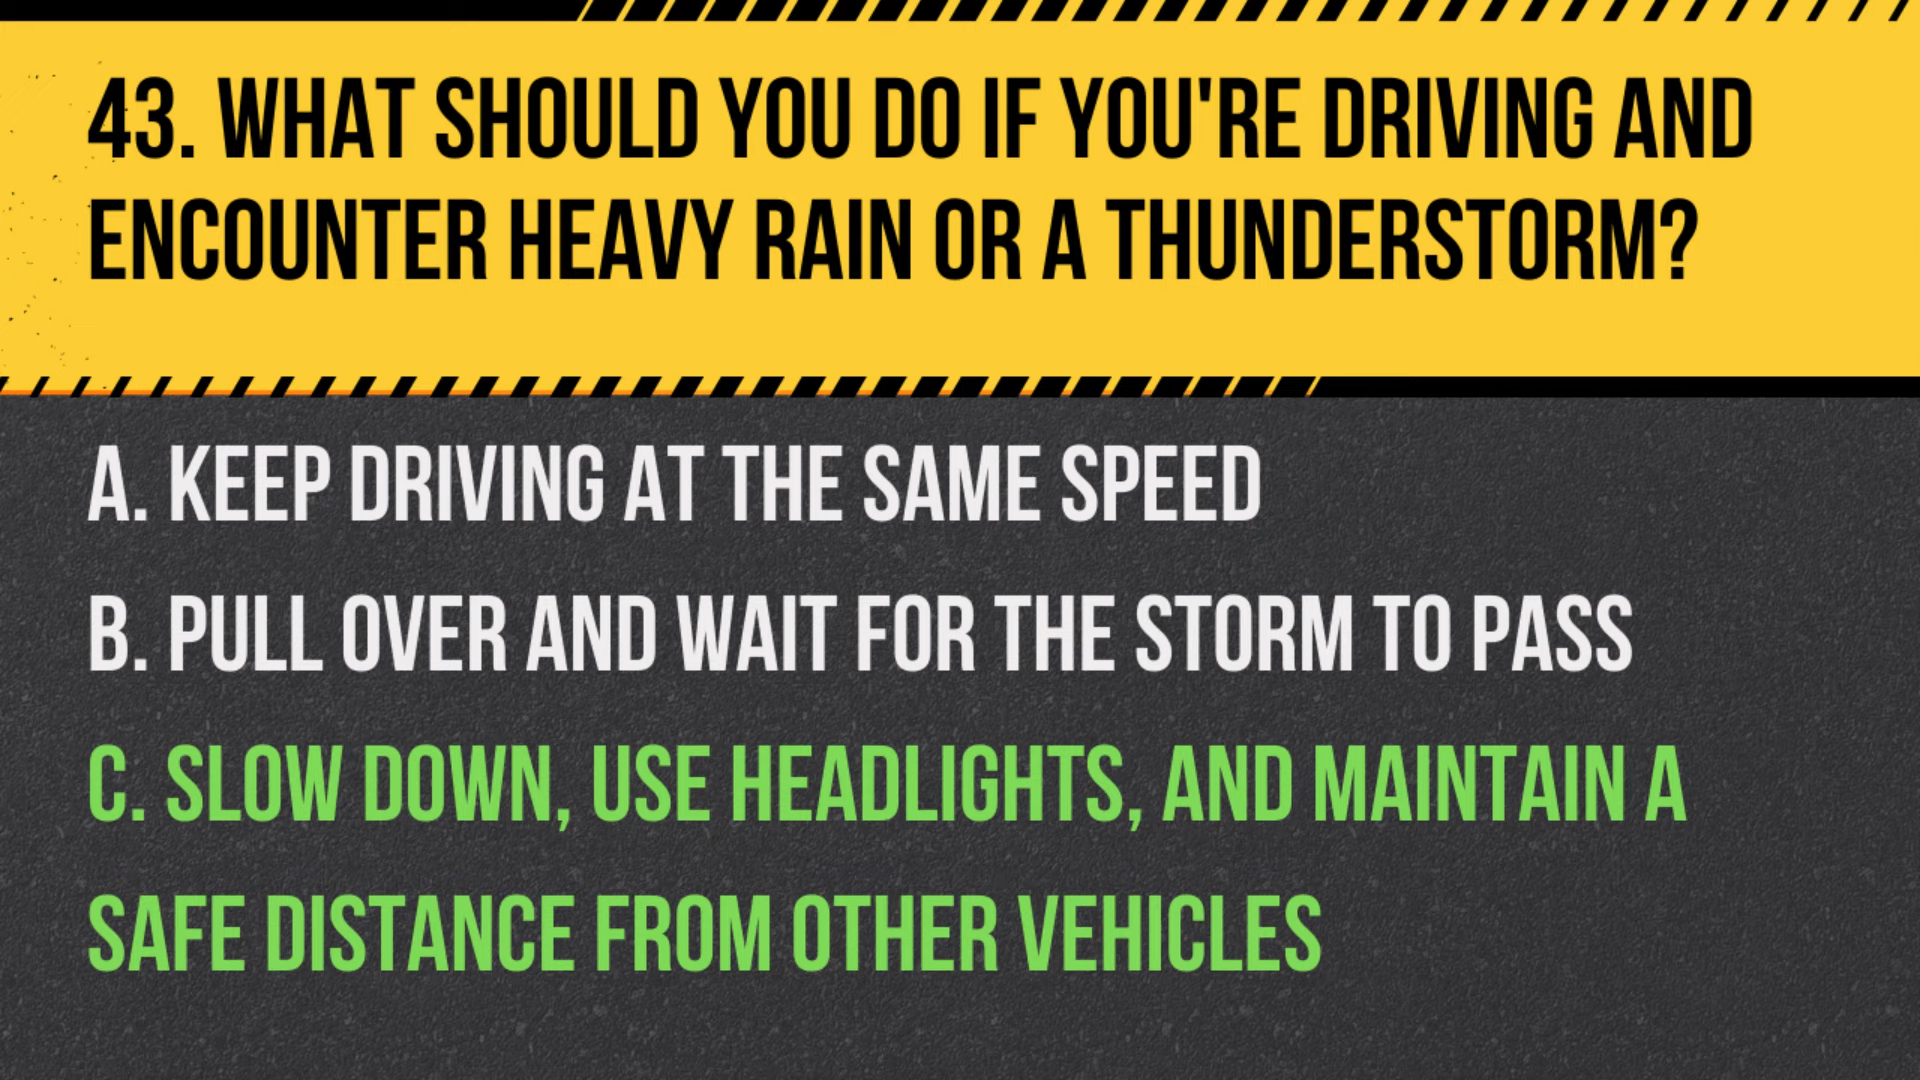 43. WHAT SHOULD YOU DO IF YOU'RE DRIVING AND
ENCOUNTER HEAVY RAIN OR A THUNDERSTORM?
A. KEEP DRIVING AT THE SAME SPEED
B. PULL OVER AND WAIT FOR THE STORM TO PASS
C. SLOW DOWN, USE HEADLIGHTS, AND MAINTAIN A
SAFE DISTANCE FROM OTHER VEHICLES